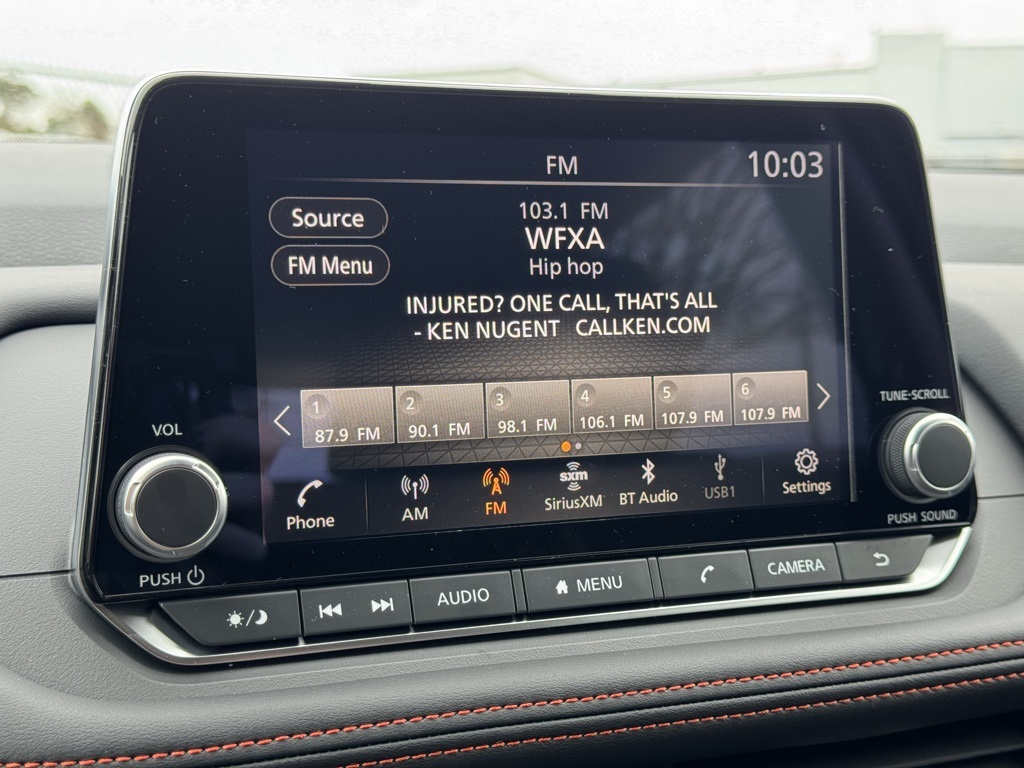 FM
10:03
Source
103.1 FM
WFXA
FM Menu
Hip hop
INJURED? ONE CALL, THAT'S ALL
- KEN NUGENT CALLKEN.COM
1
87.9 FM
2
90.1 FM
3
98.1 FM
4
106.1 FM
5
107.9 FM
6
107.9 FM
Phone
AM
FM
sxm
SiriusXM
BT Audio
USB1
Settings
VOL
PUSH
TUNE-SCROLL
PUSH SOUND
AUDIO
MENU
CAMERA